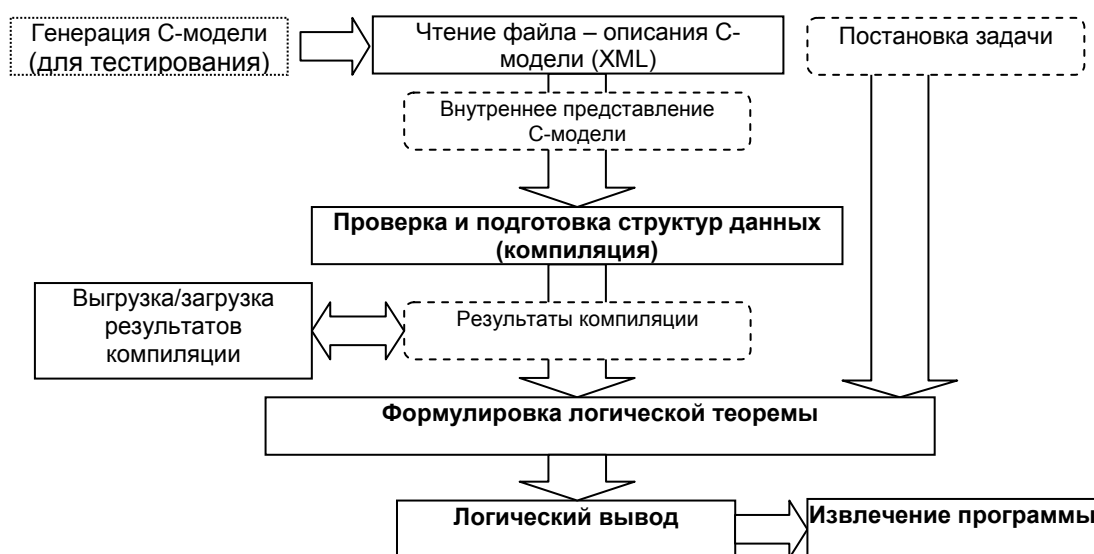 Генерация С-модели
(для тестирования)
Чтение файла – описания С-
модели (XML)
Постановка задачи
Внутреннее представление
С-модели
Проверка и подготовка структур данных
(компиляция)
Выгрузка/загрузка
результатов
компиляции
Результаты компиляции
Формулировка логической теоремы
Логический вывод
Извлечение программы